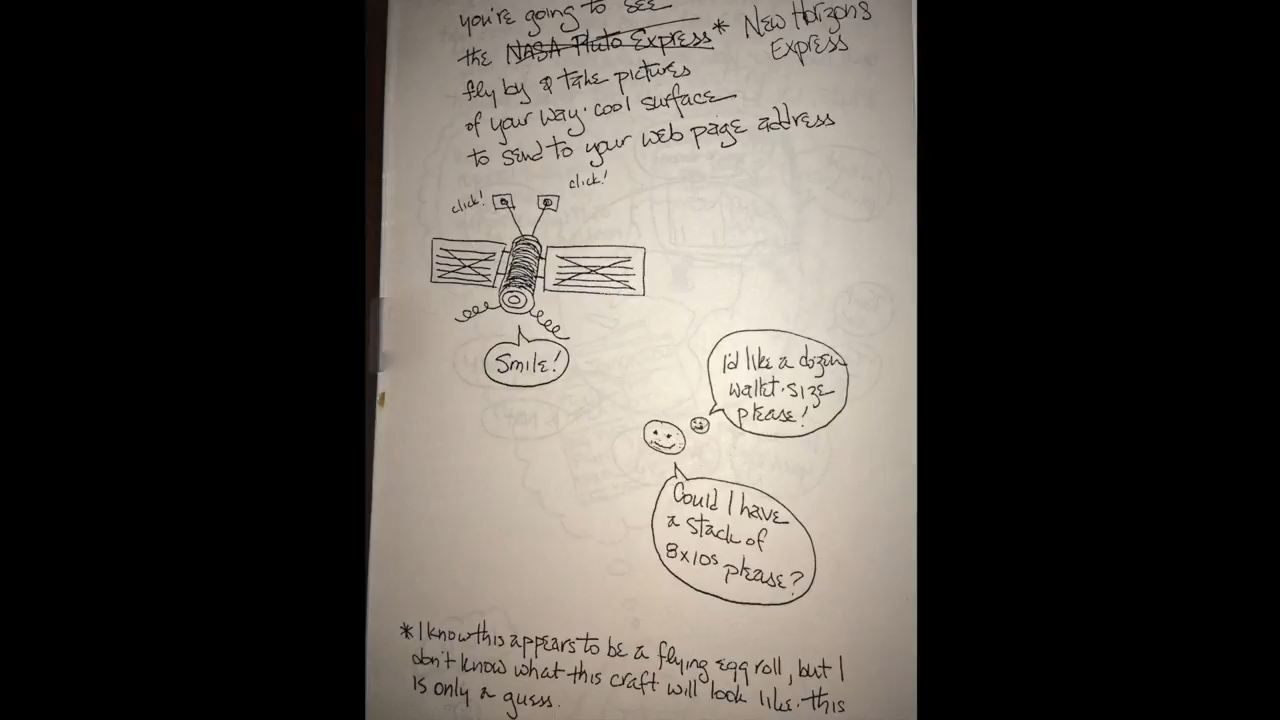 you're going to see
the NASA Pluto Express* New Horizons
Express
fly by & take pictures
of your way-cool surface
to send to your web page address
click!
click!
Smile!
I'd like a dozen
wallet-size
please!
Could I have
a stack of
8x10s please?
*I know this appears to be a flying egg roll, but I
don't know what this craft will look like. this
is only a guess.